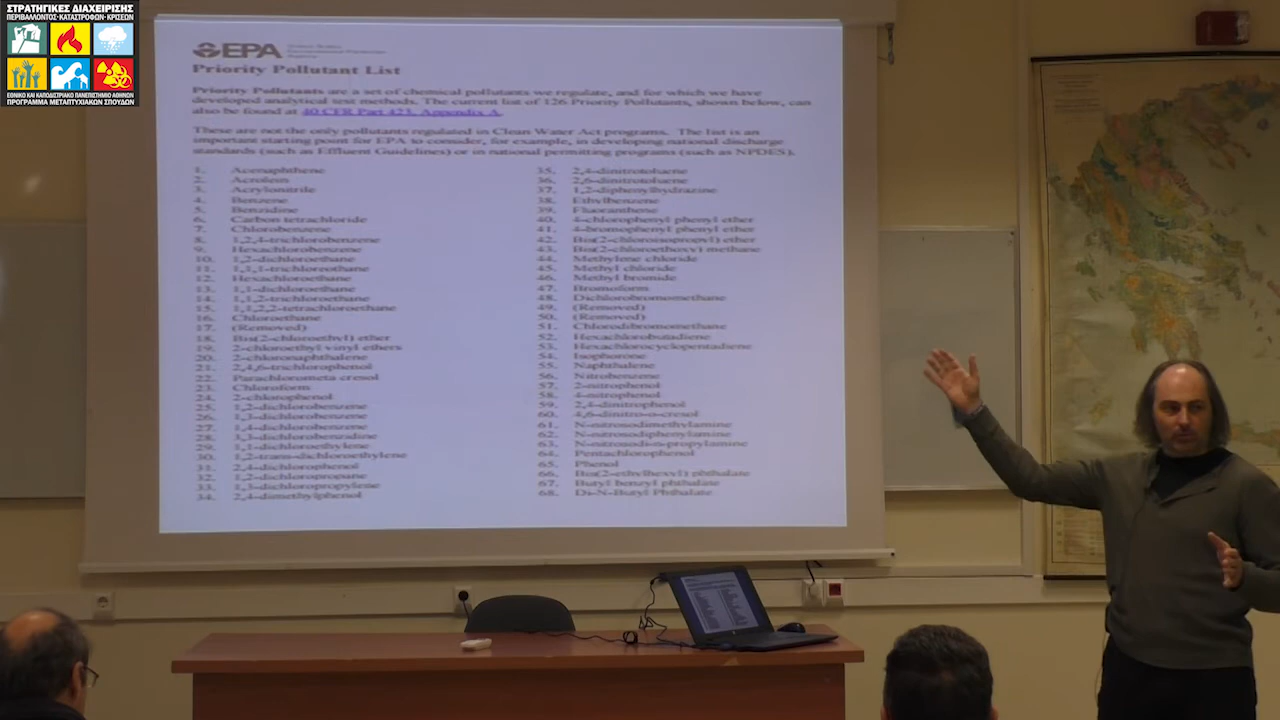 ΣΤΡΑΤΗΓΙΚΕΣ ΔΙΑΧΕΙΡΙΣΗΣ
ΠΕΡΙΒΑΛΛΟΝΤΟΣ·ΚΑΤΑΣΤΡΟΦΩΝ·ΚΡΙΣΕΩΝ
ΕΘΝΙΚΟ ΚΑΙ ΚΑΠΟΔΙΣΤΡΙΑΚΟ ΠΑΝΕΠΙΣΤΗΜΙΟ ΑΘΗΝΩΝ
ΠΡΟΓΡΑΜΜΑ ΜΕΤΑΠΤΥΧΙΑΚΩΝ ΣΠΟΥΔΩΝ
EPA
Priority Pollutant List
Priority Pollutants are a set of chemical pollutants we regulate, and for which we have
developed analytical test methods. The current list of 126 Priority Pollutants, shown below, can
also be found at 40 CFR Part 423, Appendix A.
These are not the only pollutants regulated in Clean Water Act programs. The list is an
important starting point for EPA to consider, for example, in developing national discharge
standards (such as Effluent Guidelines) or in national permitting programs (such as NPDES).
1. Acenaphthene
2. Acrolein
3. Acrylonitrile
4. Benzene
5. Benzidine
6. Carbon tetrachloride
7. Chlorobenzene
8. 1,2,4-trichlorobenzene
9. Hexachlorobenzene
10. 1,2-dichloroethane
11. 1,1,1-trichloreothane
12. Hexachloroethane
13. 1,1-dichloroethane
14. 1,1,2-trichloroethane
15. 1,1,2,2-tetrachloroethane
16. Chloroethane
17. (Removed)
18. Bis(2-chloroethyl) ether
19. 2-chloroethyl vinyl ethers
20. 2-chloronaphthalene
21. 2,4,6-trichlorophenol
22. Parachlorometa cresol
23. Chloroform
24. 2-chlorophenol
25. 1,2-dichlorobenzene
26. 1,3-dichlorobenzene
27. 1,4-dichlorobenzene
28. 3,3-dichlorobenzidine
29. 1,1-dichloroethylene
30. 1,2-trans-dichloroethylene
31. 2,4-dichlorophenol
32. 1,2-dichloropropane
33. 1,3-dichloropropylene
34. 2,4-dimethylphenol
35. 2,4-dinitrotoluene
36. 2,6-dinitrotoluene
37. 1,2-diphenylhydrazine
38. Ethylbenzene
39. Fluoranthene
40. 4-chlorophenyl phenyl ether
41. 4-bromophenyl phenyl ether
42. Bis(2-chloroisopropyl) ether
43. Bis(2-chloroethoxy) methane
44. Methylene chloride
45. Methyl chloride
46. Methyl bromide
47. Bromoform
48. Dichlorobromomethane
49. (Removed)
50. (Removed)
51. Chlorodibromomethane
52. Hexachlorobutadiene
53. Hexachlorocyclopentadiene
54. Isophorone
55. Naphthalene
56. Nitrobenzene
57. 2-nitrophenol
58. 4-nitrophenol
59. 2,4-dinitrophenol
60. 4,6-dinitro-o-cresol
61. N-nitrosodimethylamine
62. N-nitrosodiphenylamine
63. N-nitrosodi-n-propylamine
64. Pentachlorophenol
65. Phenol
66. Bis(2-ethylhexyl) phthalate
67. Butyl benzyl phthalate
68. Di-N-Butyl Phthalate